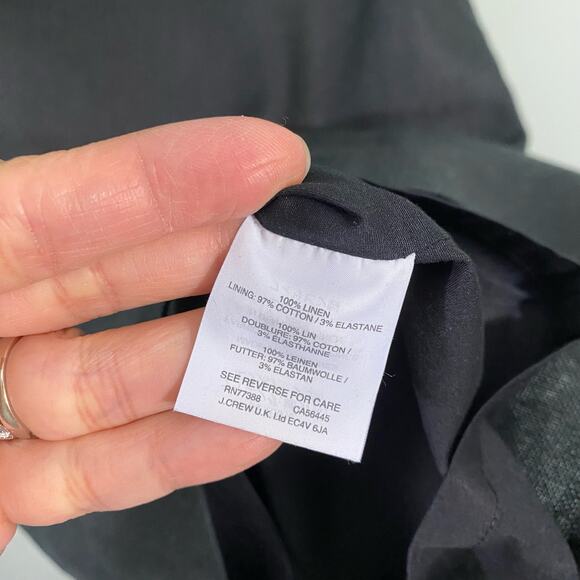 100% LINEN
LINING: 97% COTTON / 3% ELASTANE
100% LIN
DOUBLURE: 97% COTON /
3% ELASTHANNE
100% LEINEN
FUTTER: 97% BAUMWOLLE /
3% ELASTAN
SEE REVERSE FOR CARE
RN77388 CA56445
J.CREW U.K. Ltd EC4V 6JA